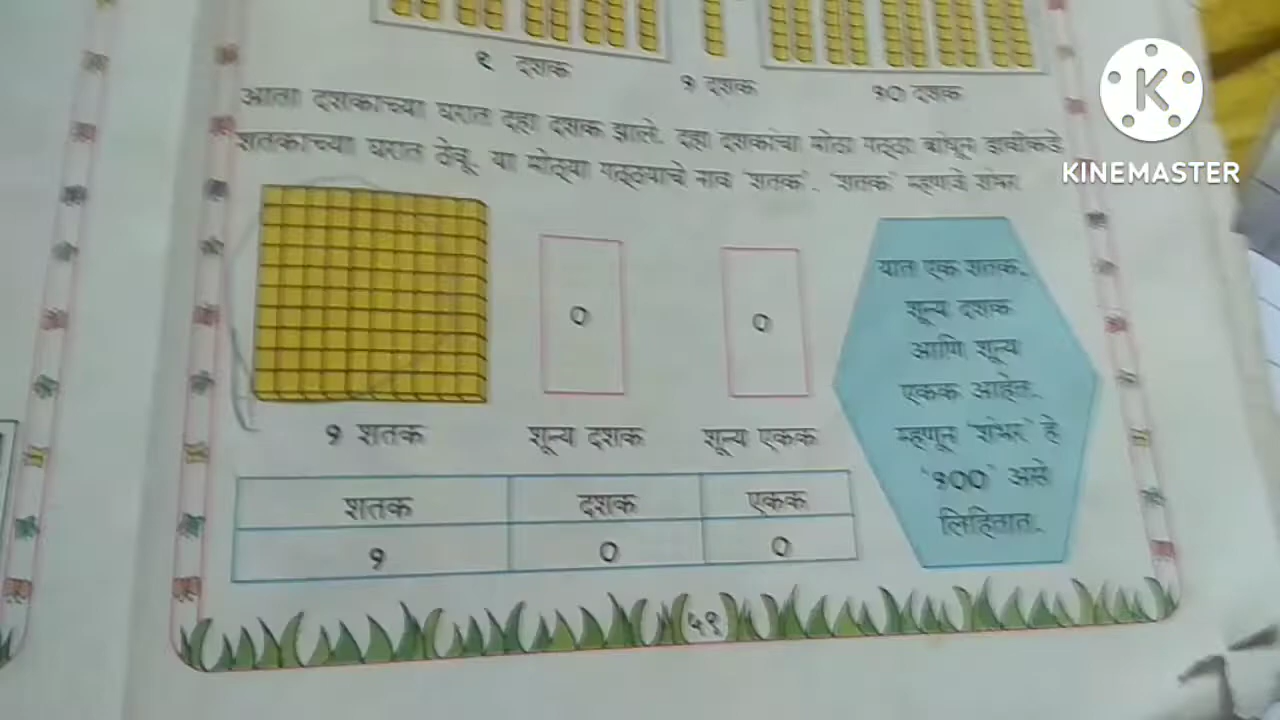 ९ दशक
१ दशक
१० दशक
आता दशकाच्या घरात दहा दशक झाले. दहा दशकांचा मोठा गठ्ठा बांधून डावीकडे
शतकाच्या घरात ठेवू. या मोठ्या गठ्ठ्याचे नाव 'शतक'. 'शतक' म्हणजे शंभर.
K
KINEMASTER
०
०
यात एक शतक,
शून्य दशक
आणि शून्य
एकक आहेत.
म्हणून 'शंभर' हे
'१००' असे
लिहितात.
१ शतक
शून्य दशक
शून्य एकक
शतक दशक एकक
१ ० ०
५९